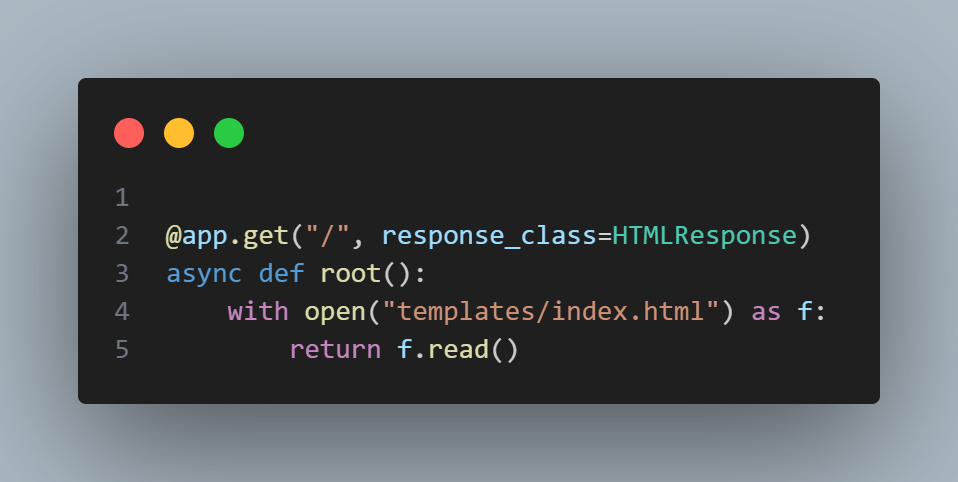 1
2 @app.get("/", response_class=HTMLResponse)
3 async def root():
4     with open("templates/index.html") as f:
5         return f.read()